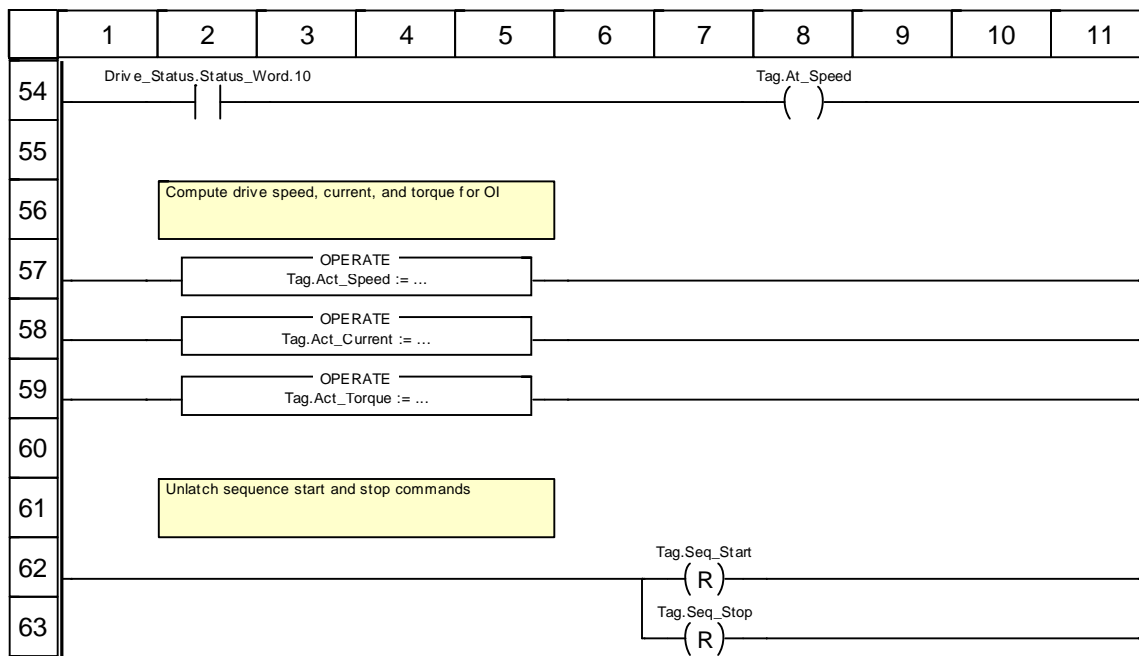 1 2 3 4 5 6 7 8 9 10 11
54 Drive_Status.Status_Word.10 Tag.At_Speed
55
56 Compute drive speed, current, and torque for OI
57 OPERATE
Tag.Act_Speed := ...
58 OPERATE
Tag.Act_Current := ...
59 OPERATE
Tag.Act_Torque := ...
60
61 Unlatch sequence start and stop commands
62 Tag.Seq_Start
R
63 Tag.Seq_Stop
R